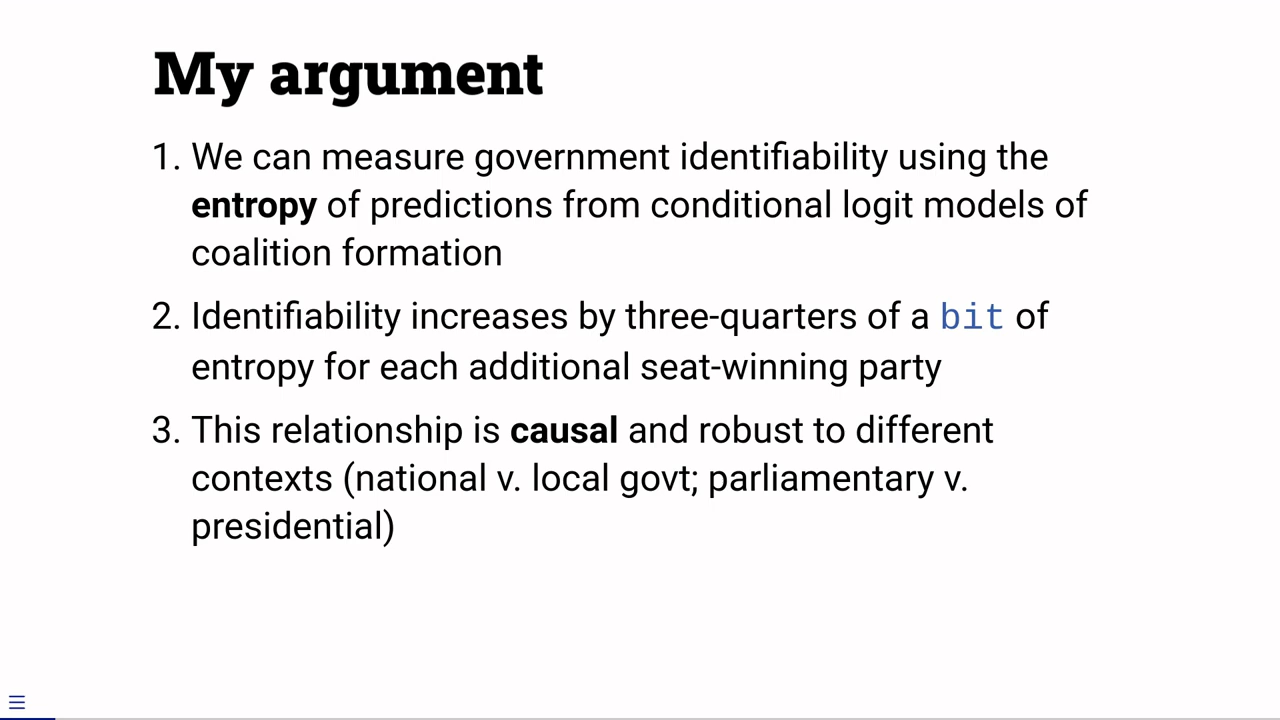 My argument
1. We can measure government identifiability using the
entropy of predictions from conditional logit models of
coalition formation
2. Identifiability increases by three-quarters of a bit of
entropy for each additional seat-winning party
3. This relationship is causal and robust to different
contexts (national v. local govt; parliamentary v.
presidential)